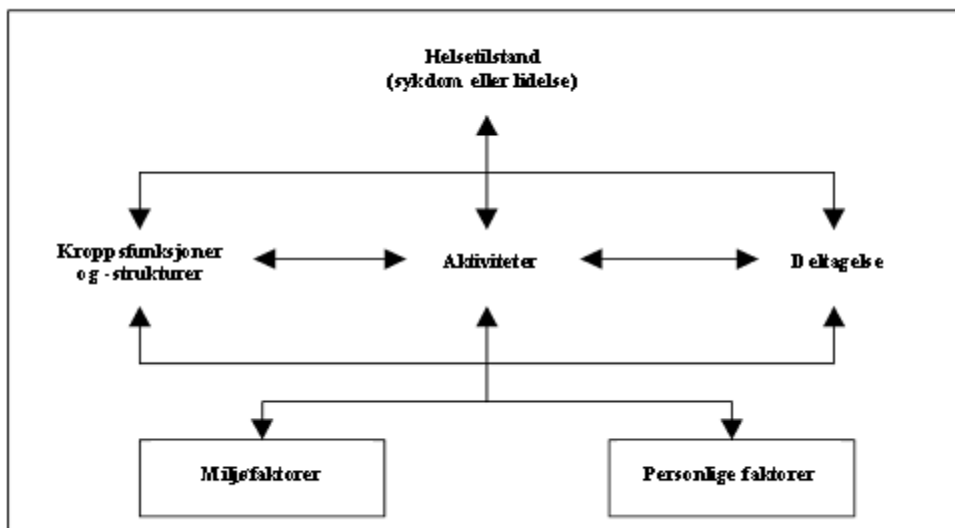 Helsetilstand
(sykdom eller lidelse)
Kroppsfunksjoner
og -strukturer
Aktiviteter
Deltagelse
Miljøfaktorer
Personlige faktorer